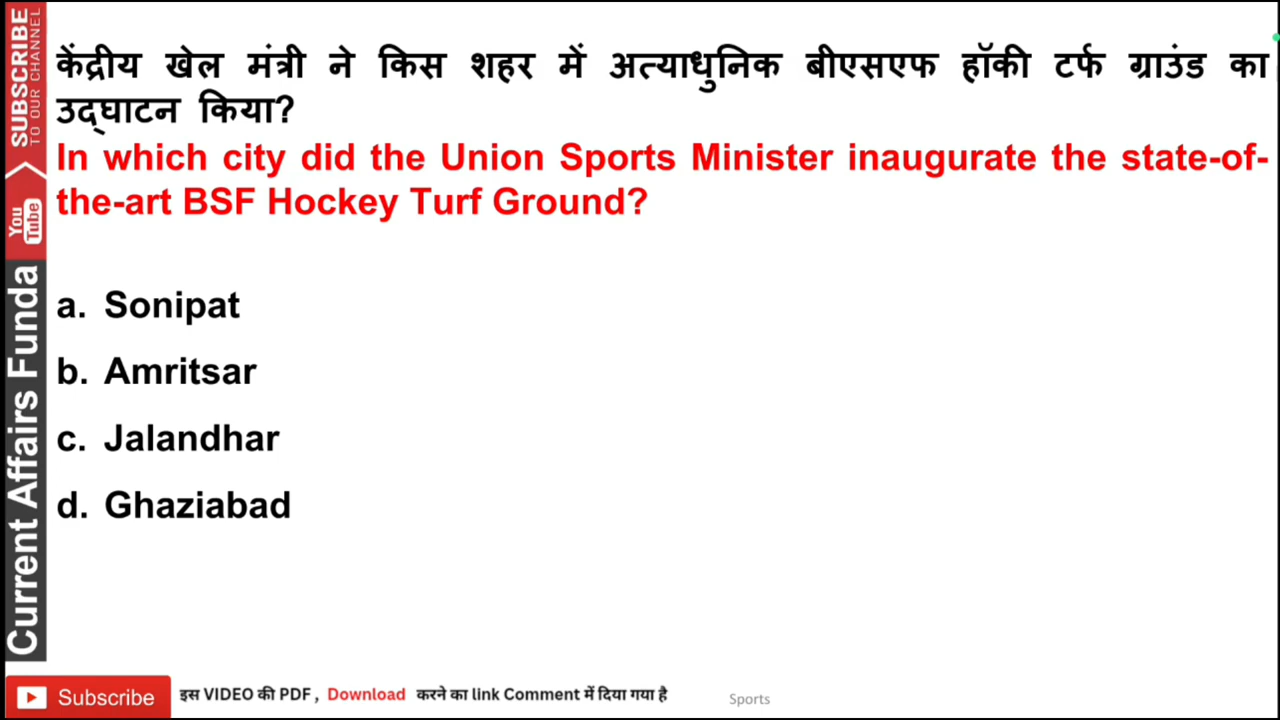 केंद्रीय खेल मंत्री ने किस शहर में अत्याधुनिक बीएसएफ हॉकी टर्फ ग्राउंड का
उद्घाटन किया?
In which city did the Union Sports Minister inaugurate the state-of-
the-art BSF Hockey Turf Ground?
a. Sonipat
b. Amritsar
c. Jalandhar
d. Ghaziabad
SUBSCRIBE
TO OUR CHANNEL
You
Tube
Current Affairs Funda
Subscribe
इस VIDEO की PDF , Download करने का link Comment में दिया गया है
Sports